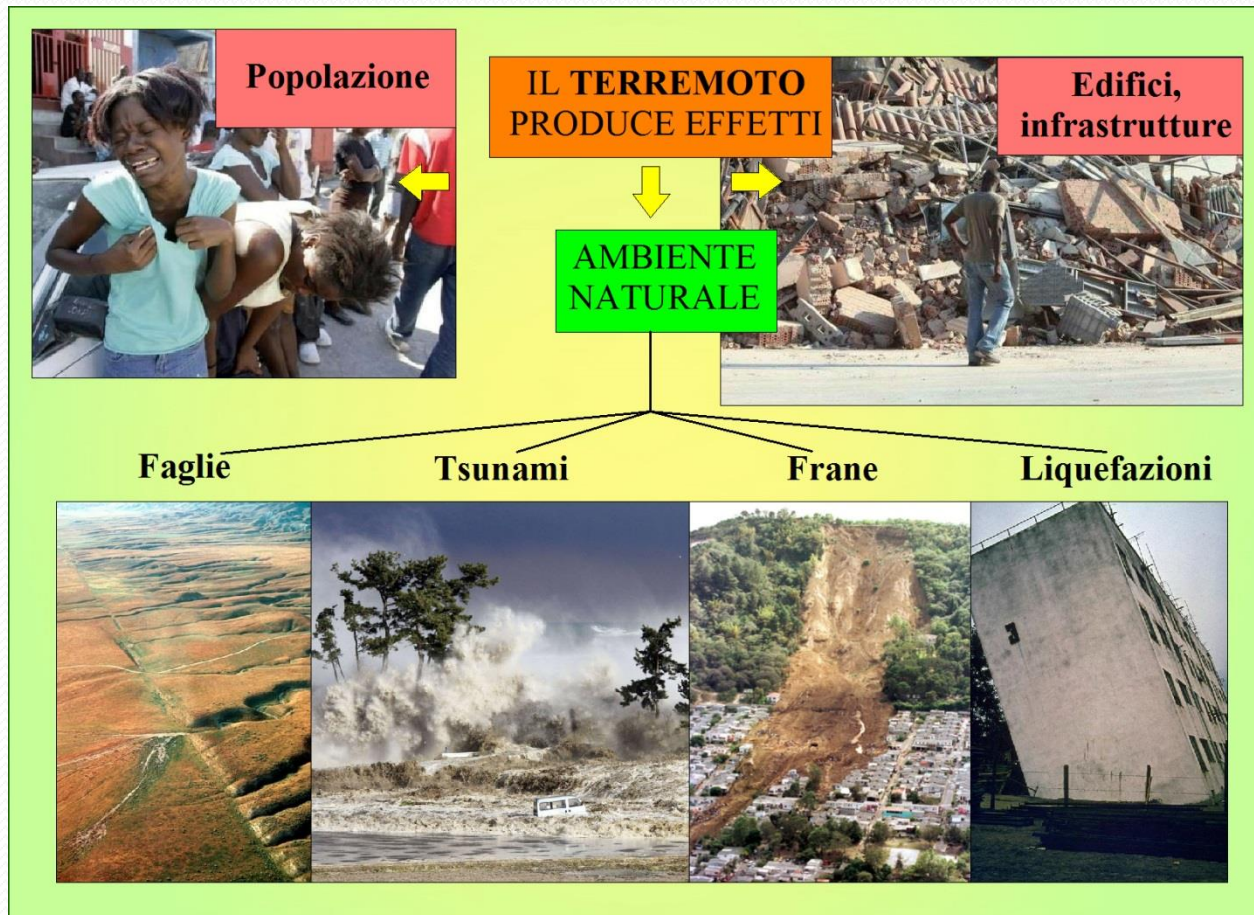 Popolazione
IL TERREMOTO
PRODUCE EFFETTI
Edifici,
infrastrutture
AMBIENTE
NATURALE
Faglie
Tsunami
Frane
Liquefazioni